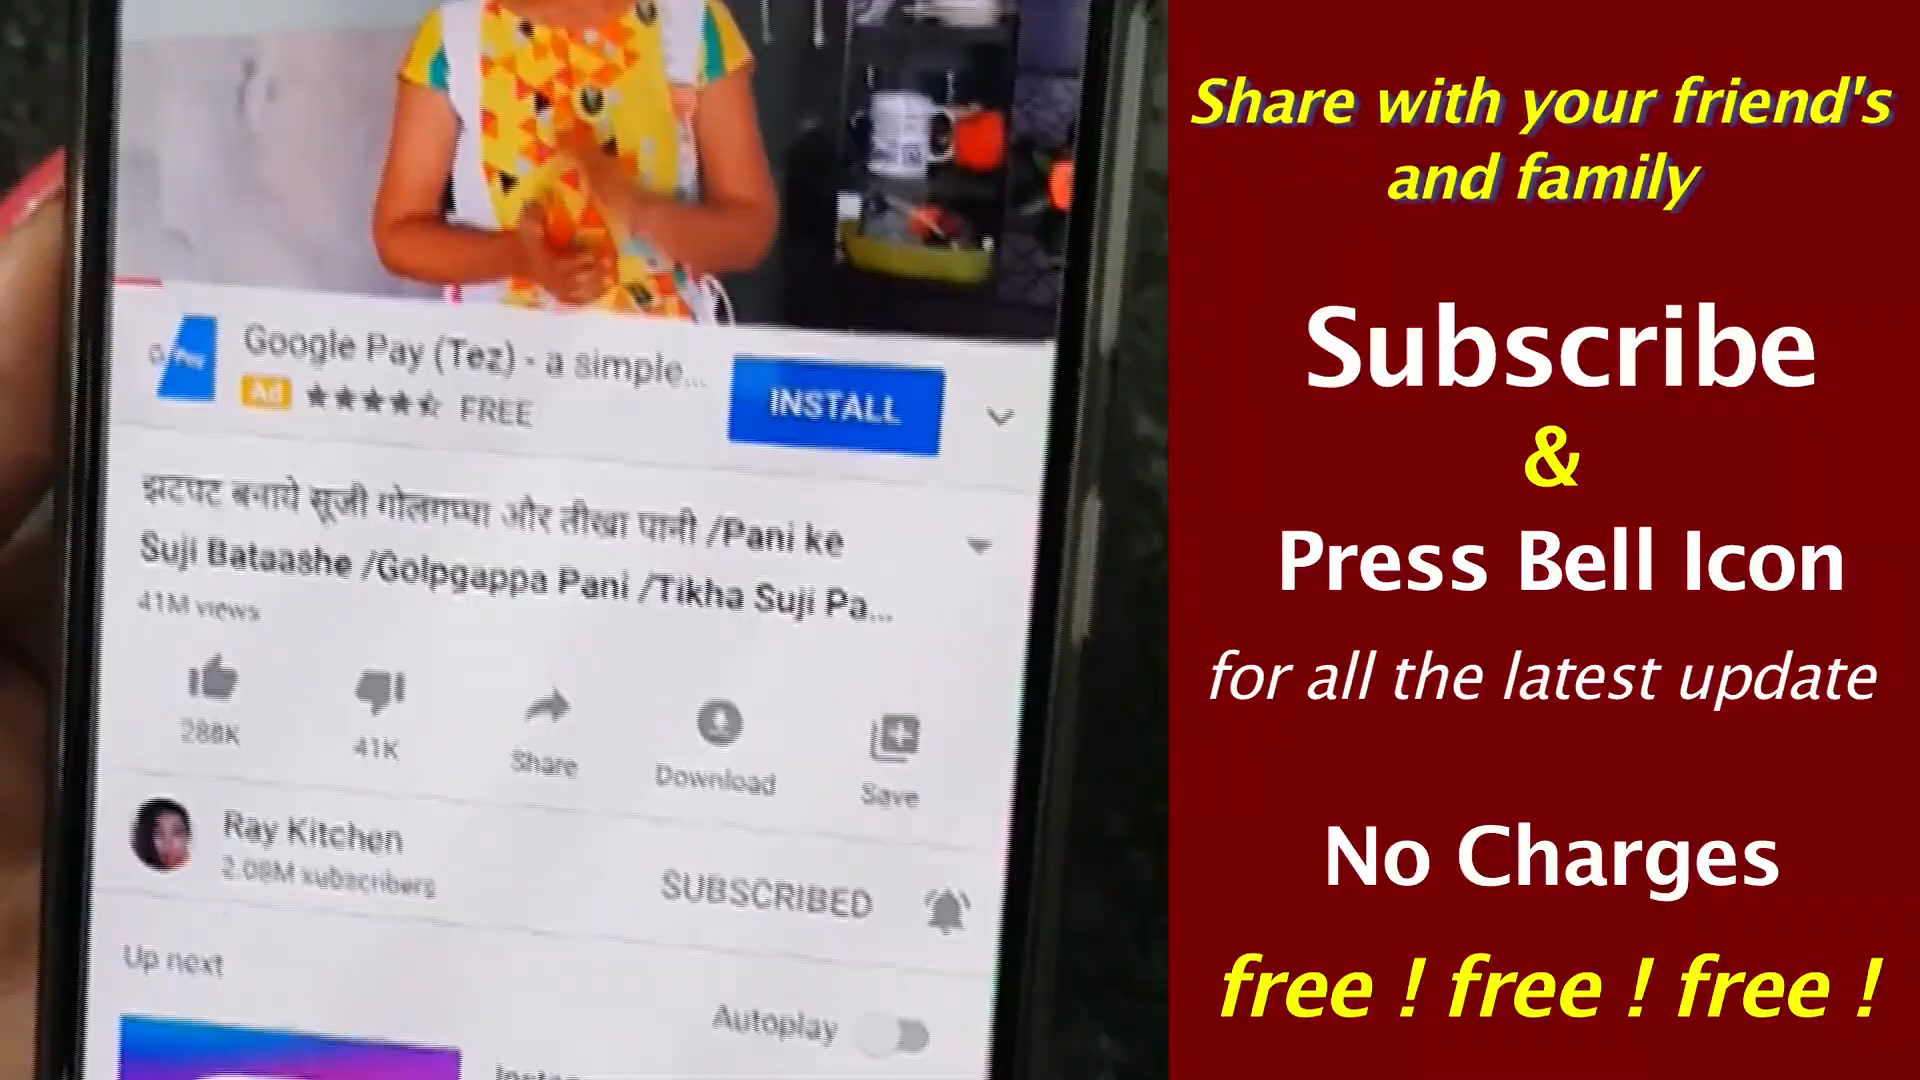 Google Pay (Tez) - a simple...
Ad ★★★★⯪ FREE
INSTALL
झटपट बनाये सूजी गोलगप्पा और तीखा पानी /Pani ke
Suji Bataashe /Golpgappa Pani /Tikha Suji Pa...
41M views
288K
41K
Share
Download
Save
Ray Kitchen
2.08M subscribers
SUBSCRIBED
Up next
Autoplay
Share with your friend's
and family
Subscribe
&
Press Bell Icon
for all the latest update
No Charges
free ! free ! free !